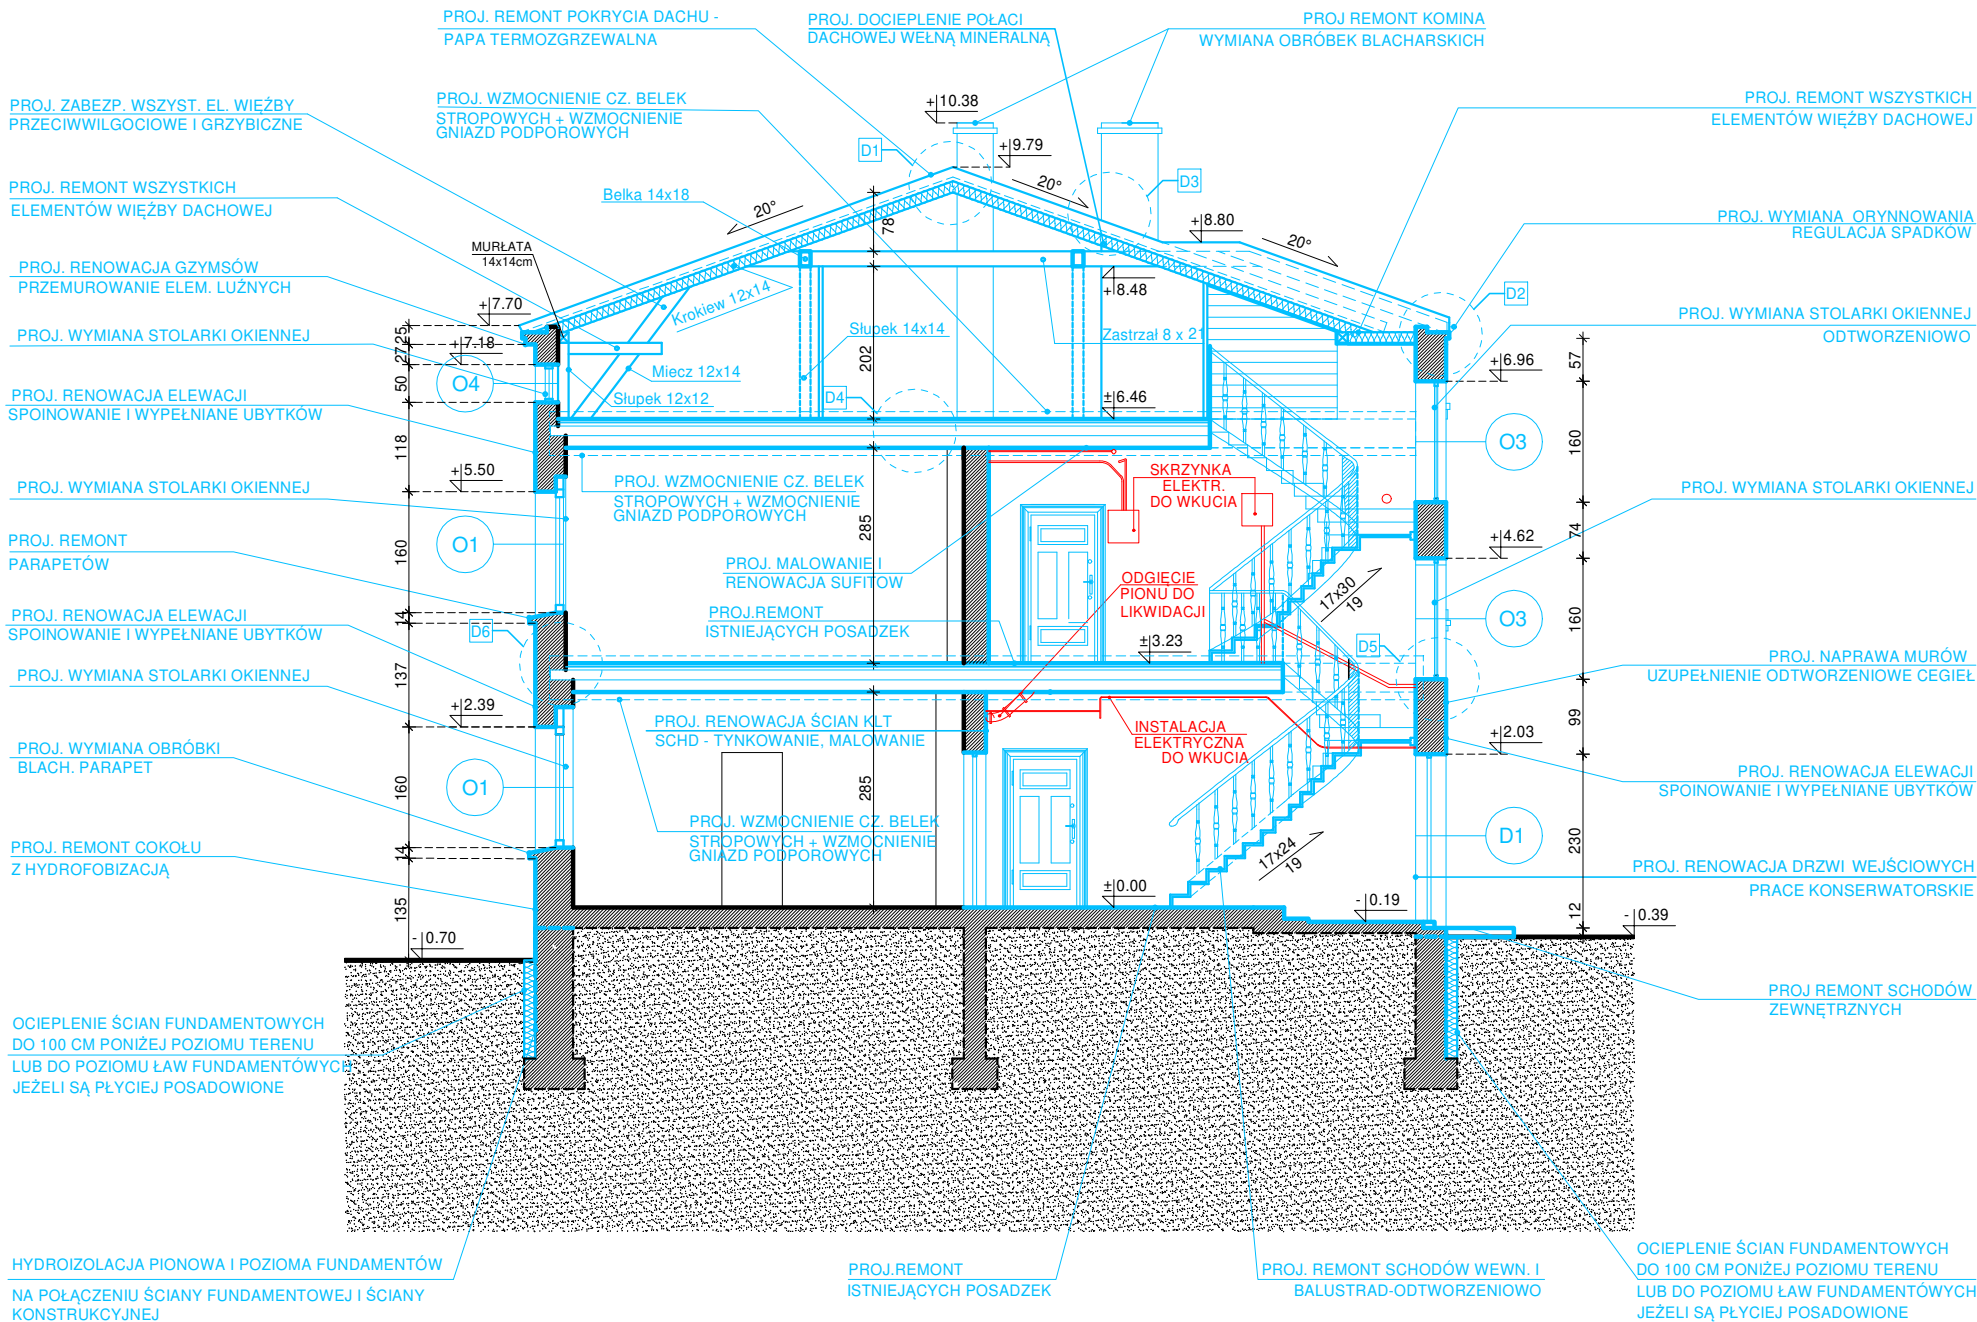 PROJ. REMONT POKRYCIA DACHU -
PAPA TERMOZGRZEWALNA
PROJ. DOCIEPLENIE POŁACI
DACHOWEJ WEŁNĄ MINERALNĄ
PROJ REMONT KOMINA
WYMIANA OBRÓBEK BLACHARSKICH
PROJ. ZABEZP. WSZYST. EL. WIĘŹBY
PRZECIWWILGOCIOWE I GRZYBICZNE
PROJ. WZMOCNIENIE CZ. BELEK
STROPOWYCH + WZMOCNIENIE
GNIAZD PODPOROWYCH
PROJ. REMONT WSZYSTKICH
ELEMENTÓW WIĘŹBY DACHOWEJ
+10.38
+9.79
D1
D3
20°
20°
20°
78
+8.80
PROJ. REMONT WSZYSTKICH
ELEMENTÓW WIĘŹBY DACHOWEJ
Belka 14x18
MURŁATA
14x14cm
PROJ. WYMIANA ORYNNOWANIA
REGULACJA SPADKÓW
PROJ. RENOWACJA GZYMSÓW
PRZEMUROWANIE ELEM. LUŹNYCH
+7.70
Krokiew 12x14
+8.48
D2
PROJ. WYMIANA STOLARKI OKIENNEJ
ODTWORZENIOWO
PROJ. WYMIANA STOLARKI OKIENNEJ
25
27
+7.18
50
O4
Słupek 14x14
Zastrzał 8 x 21
202
Miecz 12x14
Słupek 12x12
D4
±6.46
57
+6.96
PROJ. RENOWACJA ELEWACJI
SPOINOWANIE I WYPEŁNIANE UBYTKÓW
118
160
O3
+5.50
PROJ. WYMIANA STOLARKI OKIENNEJ
PROJ. WZMOCNIENIE CZ. BELEK
STROPOWYCH + WZMOCNIENIE
GNIAZD PODPOROWYCH
SKRZYNKA
ELEKTR.
DO WKUCIA
PROJ. WYMIANA STOLARKI OKIENNEJ
74
+4.62
PROJ. REMONT
PARAPETÓW
160
O1
285
PROJ. MALOWANIE I
RENOWACJA SUFITÓW
ODGIĘCIE
PIONU DO
LIKWIDACJI
17x30
19
160
O3
PROJ. RENOWACJA ELEWACJI
SPOINOWANIE I WYPEŁNIANE UBYTKÓW
14
D6
PROJ.REMONT
ISTNIEJĄCYCH POSADZEK
±3.23
D5
PROJ. NAPRAWA MURÓW
UZUPEŁNIENIE ODTWORZENIOWE CEGIEŁ
PROJ. WYMIANA STOLARKI OKIENNEJ
137
+2.39
PROJ. RENOWACJA ŚCIAN KLT
SCHD - TYNKOWANIE, MALOWANIE
INSTALACJA
ELEKTRYCZNA
DO WKUCIA
99
+2.03
PROJ. WYMIANA OBRÓBKI
BLACH. PARAPET
160
O1
285
PROJ. RENOWACJA ELEWACJI
SPOINOWANIE I WYPEŁNIANE UBYTKÓW
PROJ. WZMOCNIENIE CZ. BELEK
STROPOWYCH + WZMOCNIENIE
GNIAZD PODPOROWYCH
17x24
19
D1
230
PROJ. REMONT COKOŁU
Z HYDROFOBIZACJĄ
14
135
±0.00
- 0.19
PROJ. RENOWACJA DRZWI WEJŚCIOWYCH
PRACE KONSERWATORSKIE
12
- 0.39
- 0.70
PROJ REMONT SCHODÓW
ZEWNĘTRZNYCH
OCIEPLENIE ŚCIAN FUNDAMENTOWYCH
DO 100 CM PONIŻEJ POZIOMU TERENU
LUB DO POZIOMU ŁAW FUNDAMENTOWYCH
JEŻELI SĄ PŁYCIEJ POSADOWIONE
HYDROIZOLACJA PIONOWA I POZIOMA FUNDAMENTÓW
NA POŁĄCZENIU ŚCIANY FUNDAMENTOWEJ I ŚCIANY
KONSTRUKCYJNEJ
PROJ.REMONT
ISTNIEJĄCYCH POSADZEK
PROJ. REMONT SCHODÓW WEWN. I
BALUSTRAD-ODTWORZENIOWO
OCIEPLENIE ŚCIAN FUNDAMENTOWYCH
DO 100 CM PONIŻEJ POZIOMU TERENU
LUB DO POZIOMU ŁAW FUNDAMENTÓWYCH
JEŻELI SĄ PŁYCIEJ POSADOWIONE